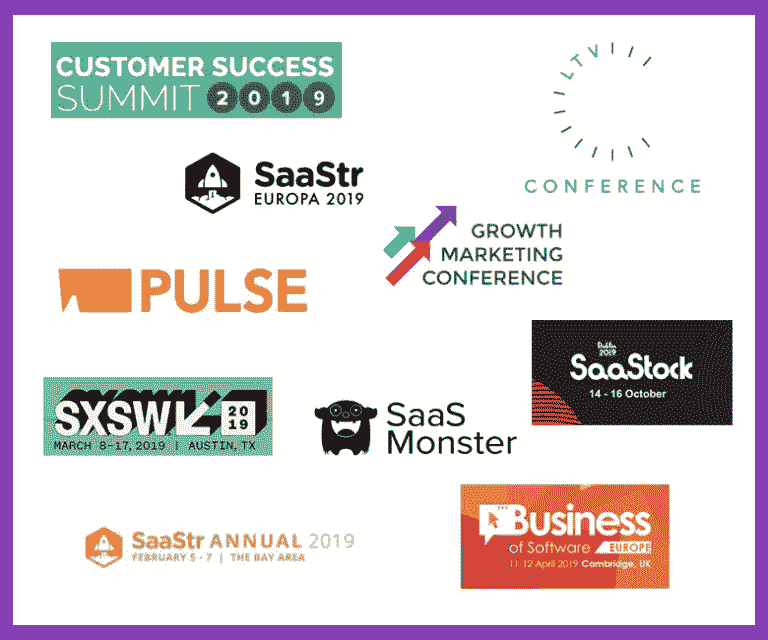 CUSTOMER SUCCESS
SUMMIT 2019
LTV
CONFERENCE
SaaStr
EUROPA 2019
GROWTH
MARKETING
CONFERENCE
PULSE
Dublin
2019
SaaStock
14 - 16 October
SXSW 20
19
MARCH 8-17, 2019 | AUSTIN, TX
SaaS
Monster
SaaStr ANNUAL 2019
FEBRUARY 5 - 7 | THE BAY AREA
Business
of Software EUROPE
11-12 April 2019 Cambridge, UK